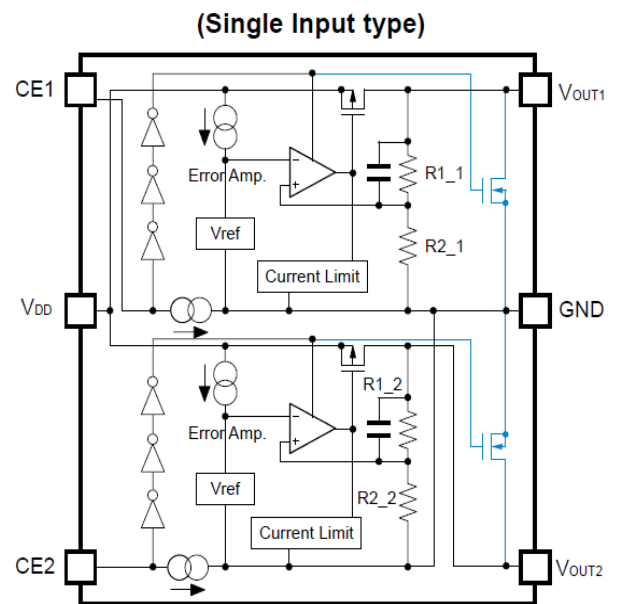 (Single Input type)
CE1
VOUT1
Error Amp.
−
+
R1_1
Vref
R2_1
Current Limit
VDD
GND
R1_2
Error Amp.
−
+
Vref
R2_2
Current Limit
CE2
VOUT2